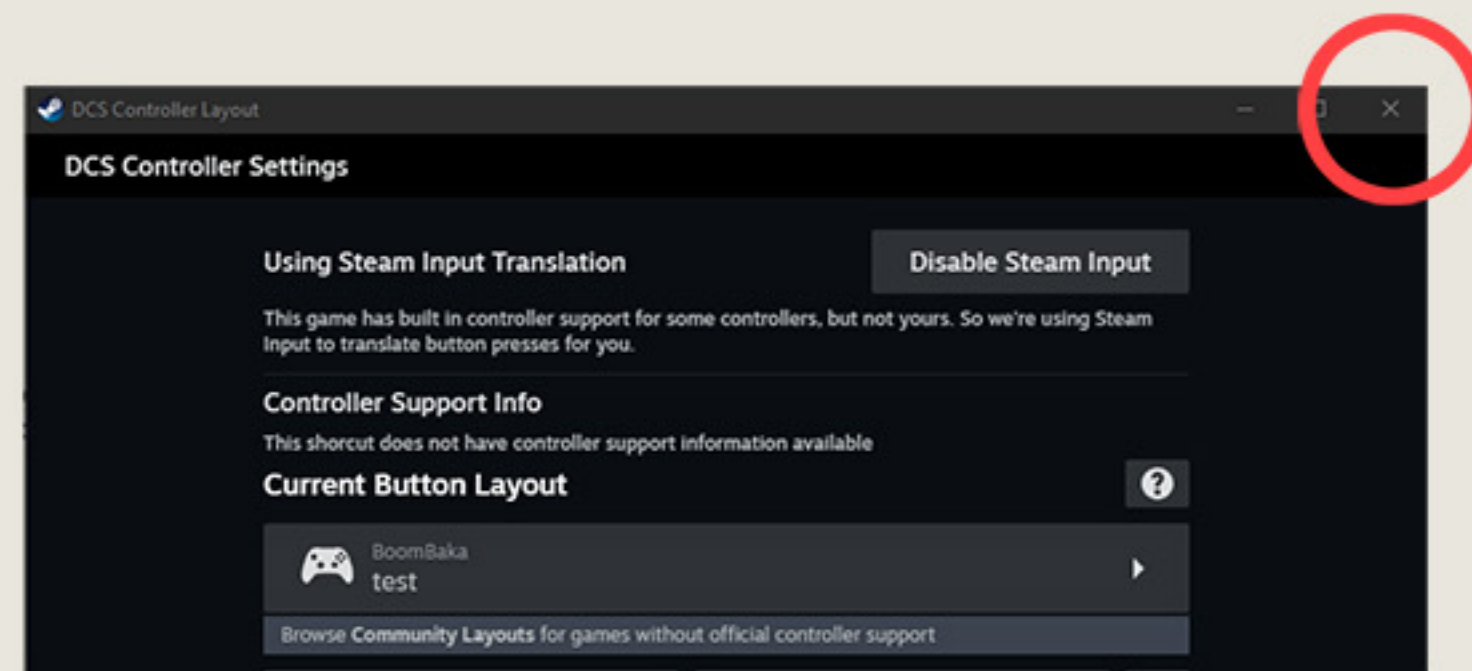 DCS Controller Layout
DCS Controller Settings
Using Steam Input Translation
Disable Steam Input
This game has built in controller support for some controllers, but not yours. So we're using Steam
Input to translate button presses for you.
Controller Support Info
This shorcut does not have controller support information available
Current Button Layout
?
BoomBaka
test
Browse Community Layouts for games without official controller support